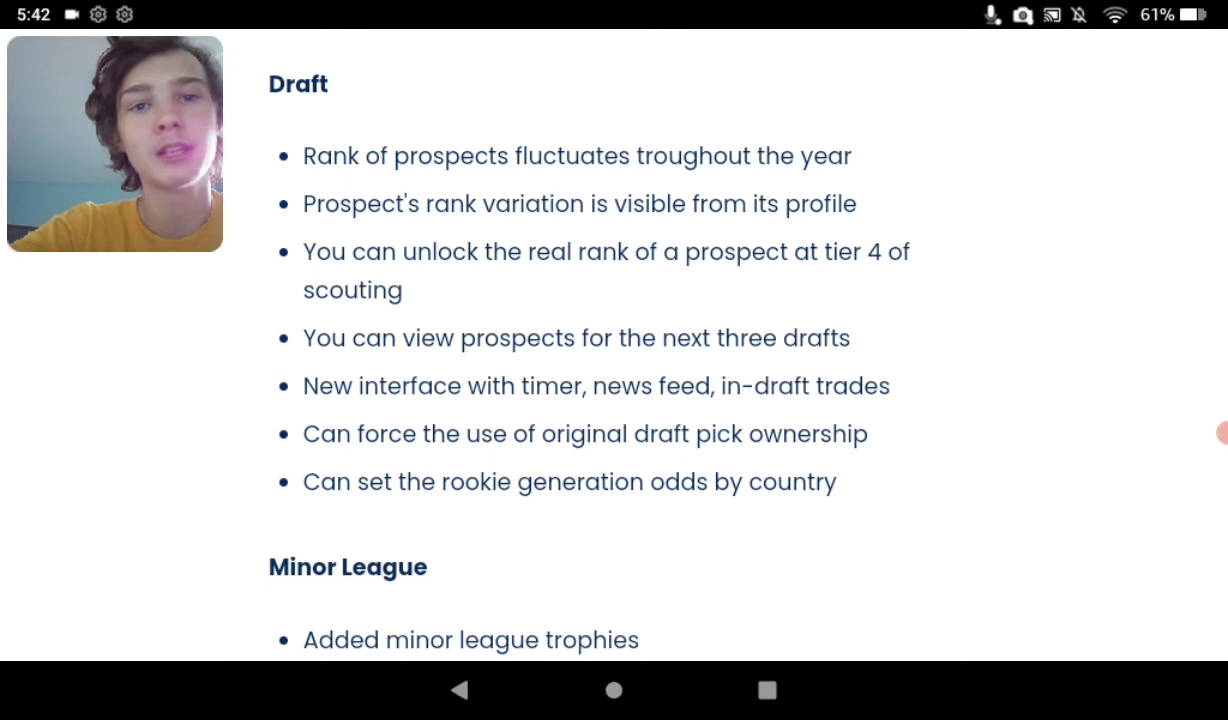 5:42
61%
Draft
Rank of prospects fluctuates troughout the year
Prospect's rank variation is visible from its profile
You can unlock the real rank of a prospect at tier 4 of
scouting
You can view prospects for the next three drafts
New interface with timer, news feed, in-draft trades
Can force the use of original draft pick ownership
Can set the rookie generation odds by country
Minor League
Added minor league trophies